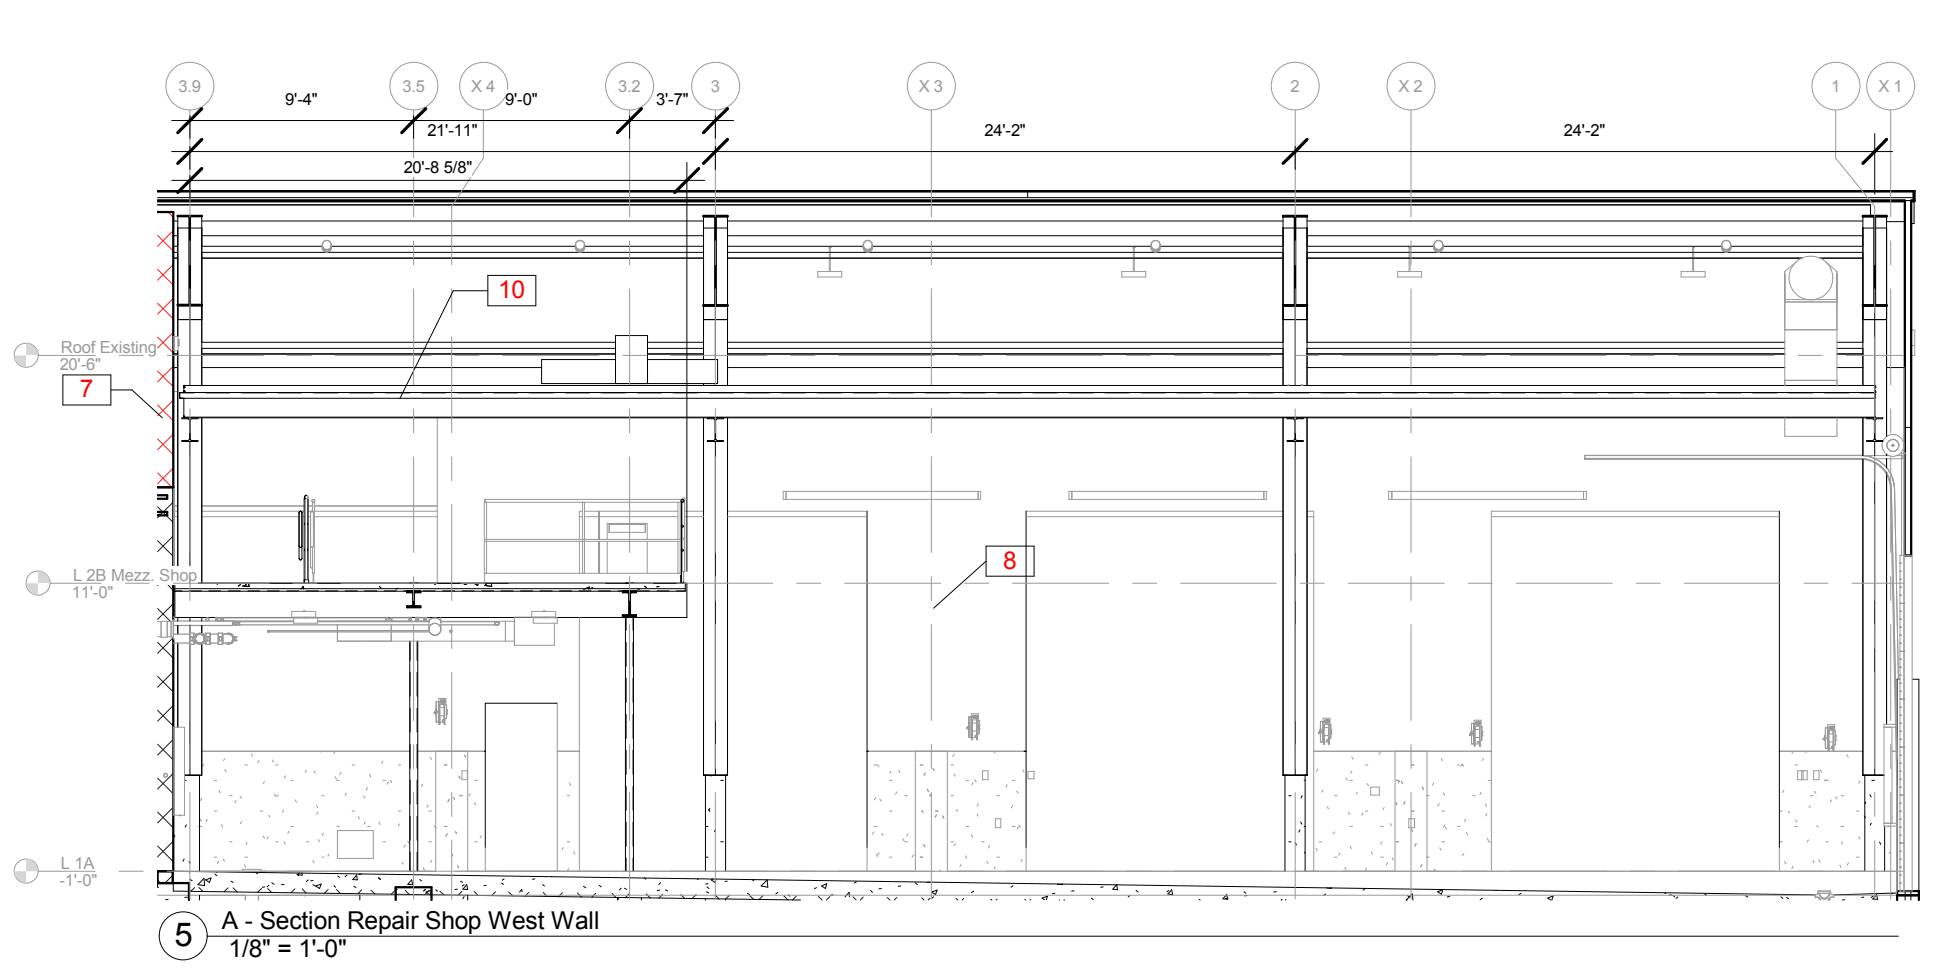 3.9
3.5
X 4
3.2
3
X 3
2
X 2
1
X 1
9'-4"
9'-0"
3'-7"
21'-11"
24'-2"
24'-2"
20'-8 5/8"
10
Roof Existing
20'-6"
7
8
L 2B Mezz. Shop
11'-0"
L 1A
-1'-0"
5
A - Section Repair Shop West Wall
1/8" = 1'-0"